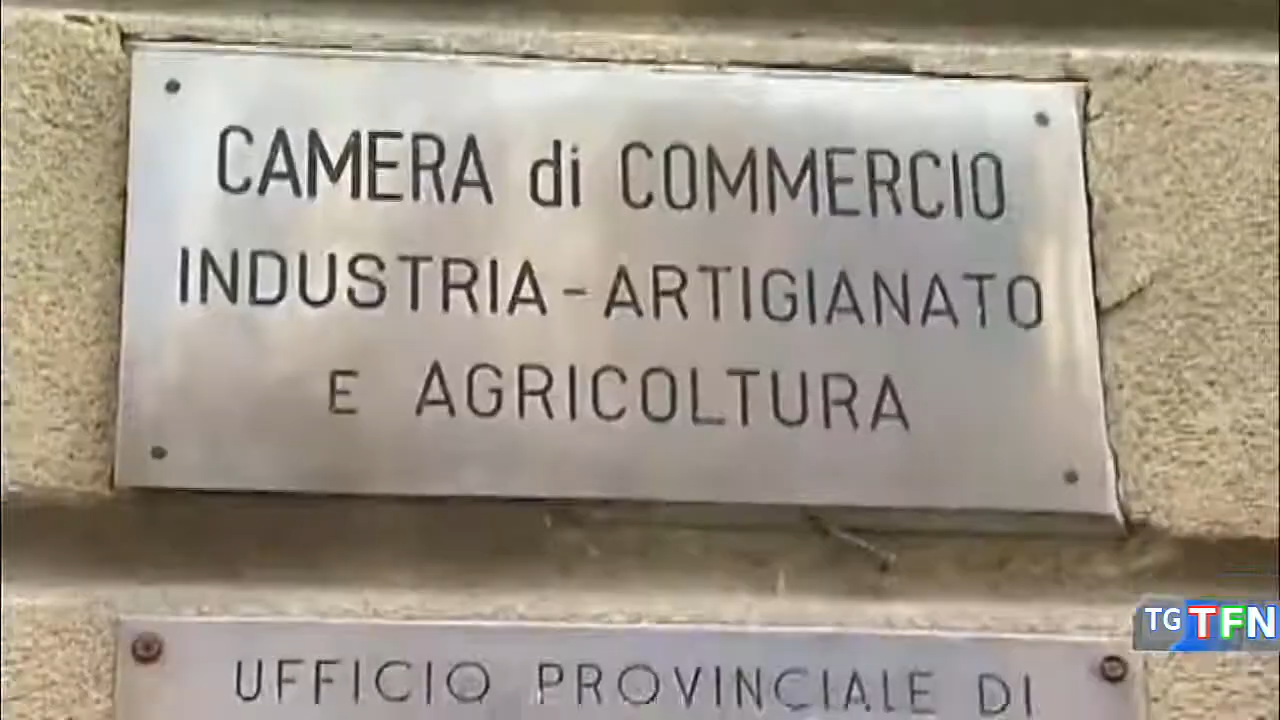 CAMERA di COMMERCIO
INDUSTRIA-ARTIGIANATO
E AGRICOLTURA
TG TFN
UFFICIO PROVINCIALE DI